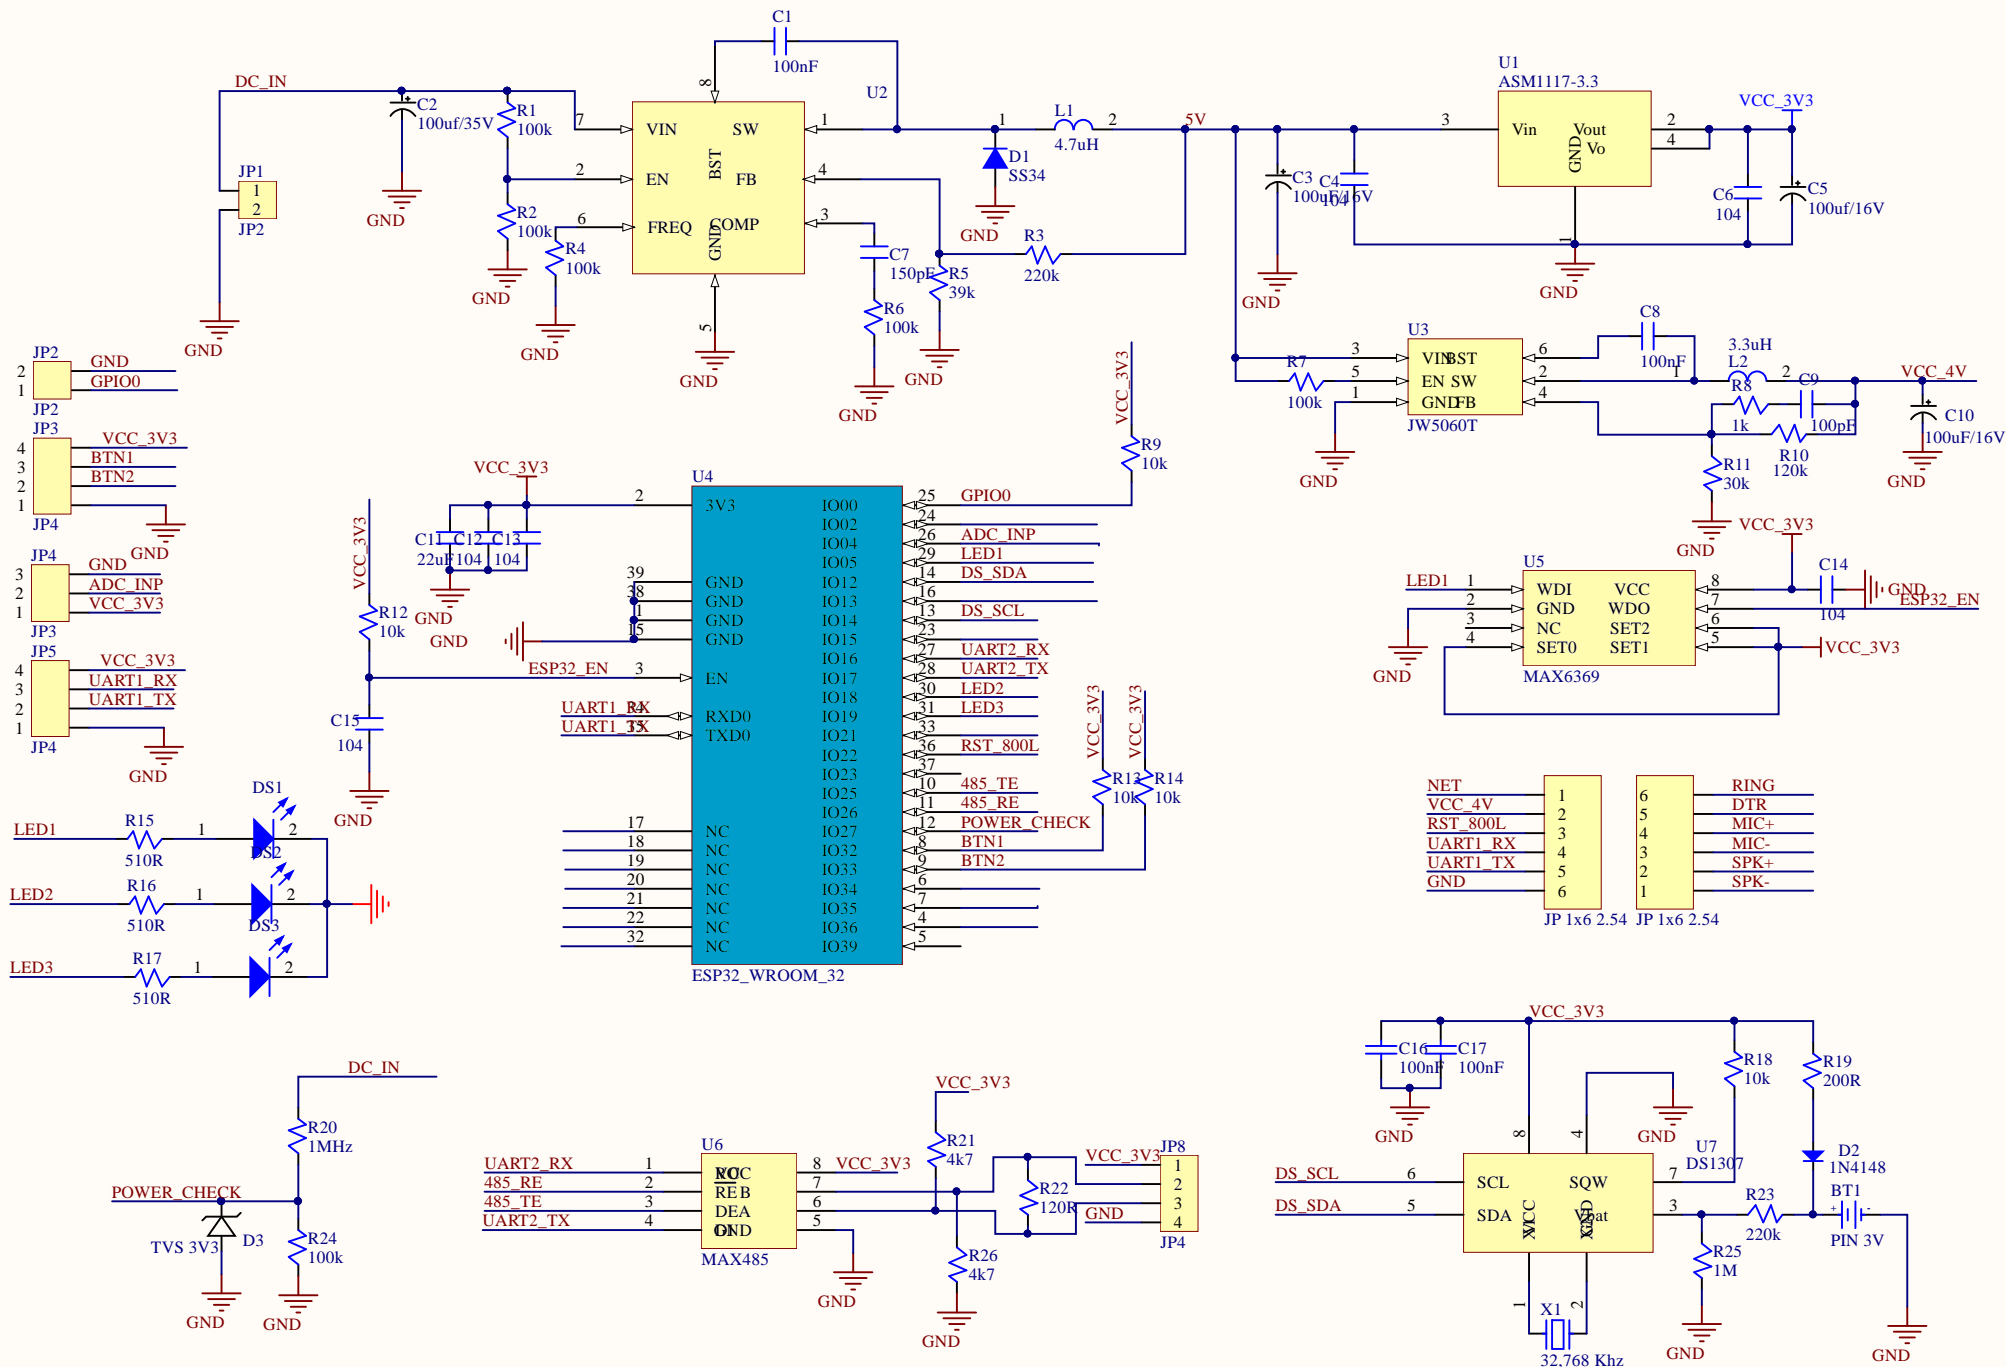 DC_IN
C2
100uf/35V
GND
JP1
1
2
JP2
GND
R1
100k
R2
100k
GND
R4
100k
GND
C1
100nF
U2
8
7
VIN
SW
1
BST
2
EN
FB
4
6
FREQ
COMP
3
GND
5
GND
C7
150pF
R6
100k
GND
R5
39k
GND
R3
220k
D1
SS34
GND
1
L1
2
4.7uH
5V
C3
100uF/16V
GND
C4
104
U1
ASM1117-3.3
3
Vin
Vout
2
Vo
4
GND
1
GND
VCC_3V3
C6
104
C5
100uf/16V
U3
3
VIN
BST
6
5
EN
SW
2
1
GND
FB
4
JW5060T
R7
100k
GND
C8
100nF
3.3uH
L2
1
2
VCC_4V
R8
1k
C9
100pF
R10
120k
R11
30k
GND
C10
100uF/16V
GND
JP2
2
GND
1
GPIO0
JP2
JP3
4
VCC_3V3
3
BTN1
2
BTN2
1
JP4
GND
JP4
3
GND
2
ADC_INP
1
VCC_3V3
JP3
JP5
4
VCC_3V3
3
UART1_RX
2
UART1_TX
1
JP4
GND
VCC_3V3
R12
10k
C15
104
GND
VCC_3V3
C11
22uF
C12
104
C13
104
GND
GND
ESP32_EN
UART1_RX
UART1_TX
U4
2
3V3
39
GND
38
GND
1
GND
15
GND
3
EN
34
RXD0
35
TXD0
17
NC
18
NC
19
NC
20
NC
21
NC
22
NC
32
NC
IO00
25
GPIO0
IO02
24
IO04
26
ADC_INP
IO05
29
LED1
IO12
14
DS_SDA
IO13
16
IO14
13
DS_SCL
IO15
23
IO16
27
UART2_RX
IO17
28
UART2_TX
IO18
30
LED2
IO19
31
LED3
IO21
33
IO22
36
RST_800L
IO23
37
IO25
10
485_TE
IO26
11
485_RE
IO27
12
POWER_CHECK
IO32
8
BTN1
IO33
9
BTN2
IO34
6
IO35
7
IO36
4
IO39
5
ESP32_WROOM_32
VCC_3V3
R9
10k
VCC_3V3
R13
10k
VCC_3V3
R14
10k
U5
LED1
1
WDI
2
GND
3
NC
4
SET0
VCC
8
WDO
7
SET2
6
SET1
5
MAX6369
GND
VCC_3V3
C14
104
GND
ESP32_EN
VCC_3V3
NET
1
VCC_4V
2
RST_800L
3
UART1_RX
4
UART1_TX
5
GND
6
JP 1x6 2.54
6
RING
5
DTR
4
MIC+
3
MIC-
2
SPK+
1
SPK-
JP 1x6 2.54
LED1
R15
510R
1
DS1
2
LED2
R16
510R
1
DS2
2
LED3
R17
510R
1
DS3
2
DC_IN
R20
1MHz
POWER_CHECK
TVS 3V3
D3
GND
R24
100k
GND
U6
UART2_RX
1
RO
485_RE
2
RE
485_TE
3
DE
UART2_TX
4
DI
VCC
8
VCC_3V3
B
7
A
6
GND
5
MAX485
GND
VCC_3V3
R21
4k7
R26
4k7
GND
R22
120R
JP8
VCC_3V3
1
2
3
GND
4
JP4
VCC_3V3
C16
100nF
C17
100nF
GND
GND
R18
10k
R19
200R
D2
1N4148
U7
DS1307
DS_SCL
6
SCL
DS_SDA
5
SDA
8
VCC
4
GND
SQW
7
Vbat
3
X1
1
X2
2
X1
32,768 Khz
R23
220k
R25
1M
GND
BT1
+
-
PIN 3V
GND